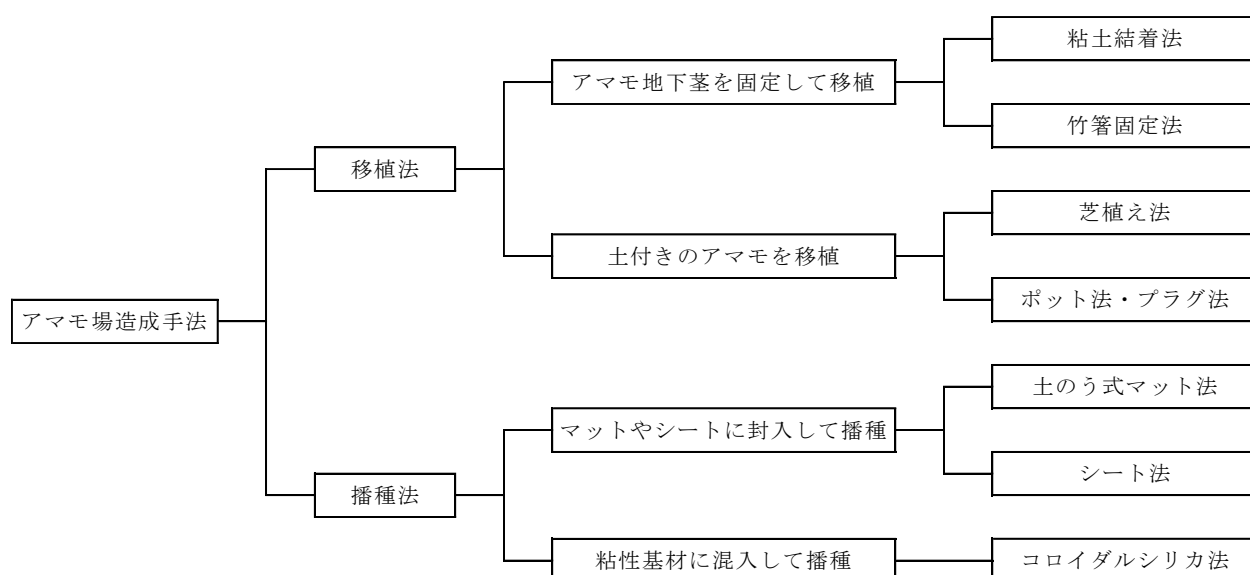 アマモ場造成手法
移植法
アマモ地下茎を固定して移植
粘土結着法
竹箸固定法
土付きのアマモを移植
芝植え法
ポット法・プラグ法
播種法
マットやシートに封入して播種
土のう式マット法
シート法
粘性基材に混入して播種
コロイダルシリカ法